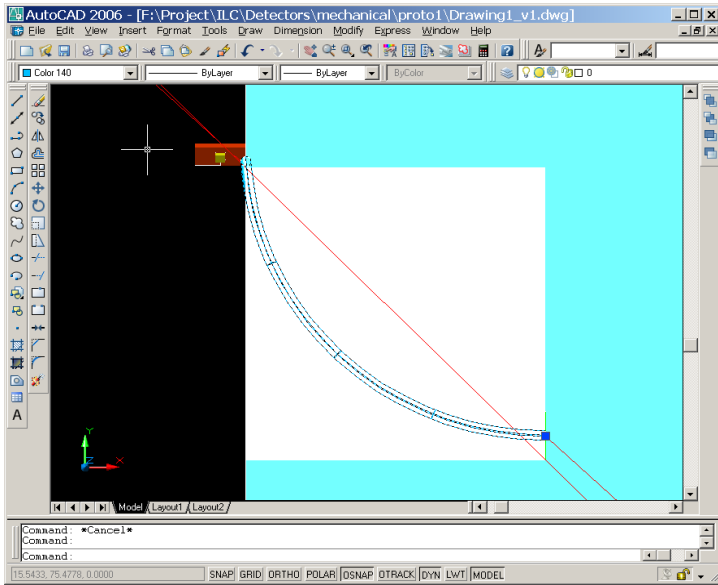 AutoCAD 2006 - [F:\Project\ILC\Detectors\mechanical\proto1\Drawing1_v1.dwg]
File Edit View Insert Format Tools Draw Dimension Modify Express Window Help
Color 140 ByLayer ByLayer ByColor 0
A
Y
X
Z
Model Layout1 Layout2
Command: *Cancel*
Command:
Command:
15.5433, 75.4778, 0.0000 SNAP GRID ORTHO POLAR OSNAP OTRACK DYN LWT MODEL